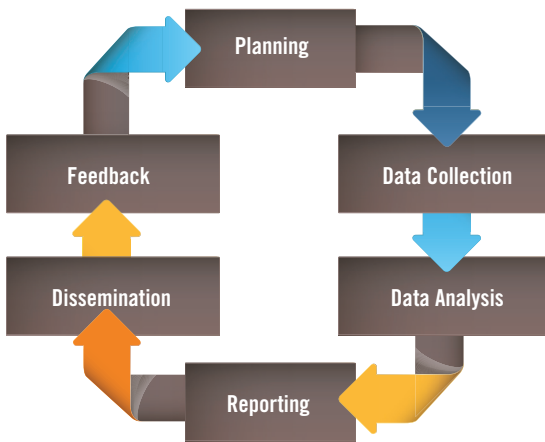 Planning
Data Collection
Data Analysis
Reporting
Dissemination
Feedback